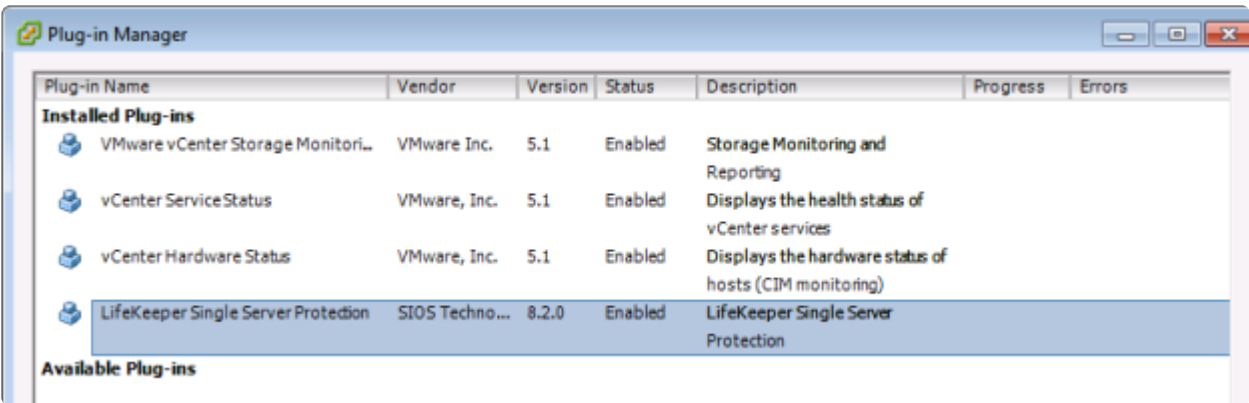 Plug-in Manager
Plug-in Name Vendor Version Status Description Progress Errors
Installed Plug-ins
VMware vCenter Storage Monitori... VMware Inc. 5.1 Enabled Storage Monitoring and
Reporting
vCenter Service Status VMware, Inc. 5.1 Enabled Displays the health status of
vCenter services
vCenter Hardware Status VMware, Inc. 5.1 Enabled Displays the hardware status of
hosts (CIM monitoring)
LifeKeeper Single Server Protection SIOS Techno... 8.2.0 Enabled LifeKeeper Single Server
Protection
Available Plug-ins